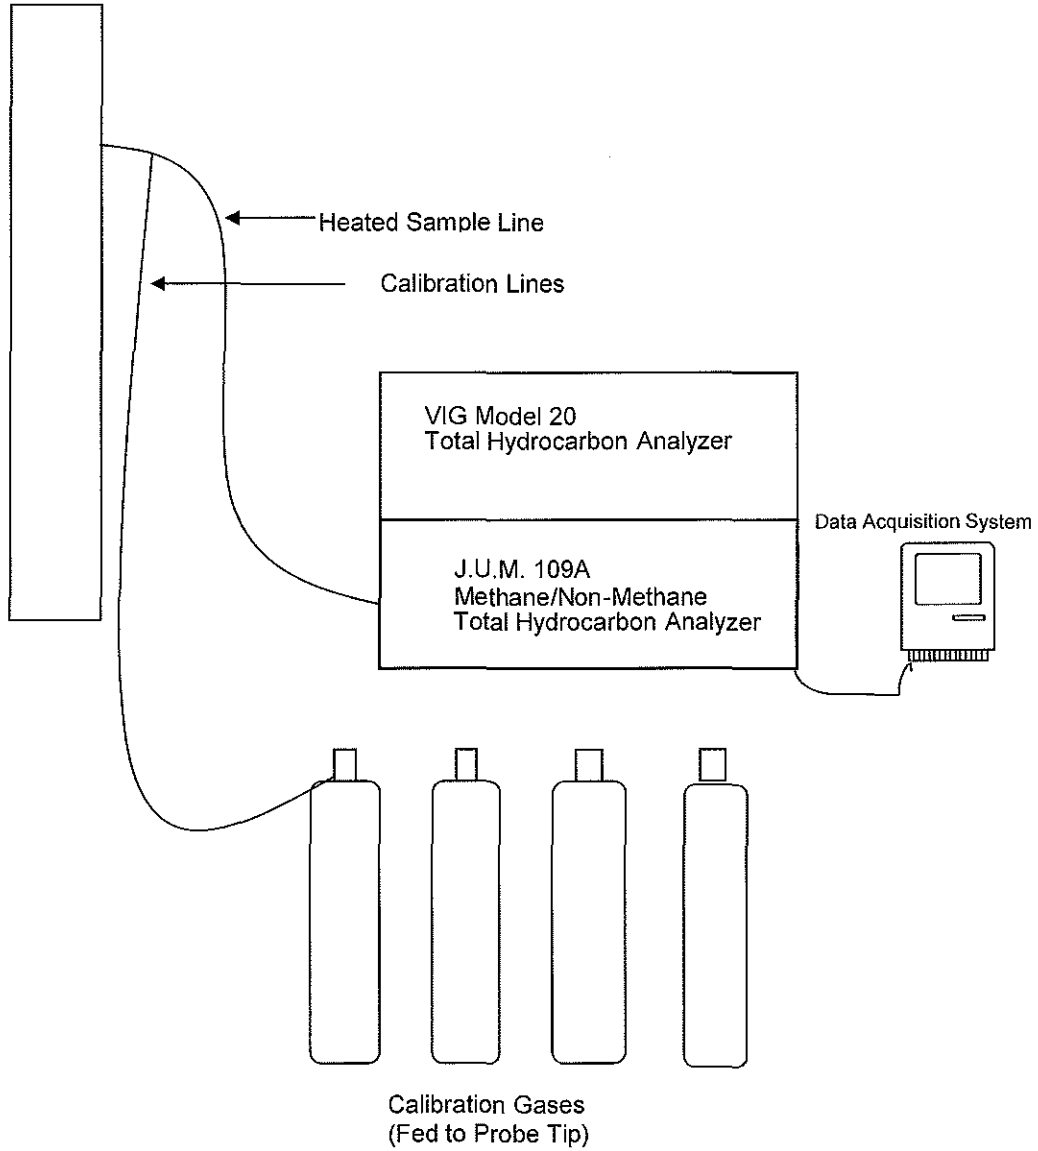 Heated Sample Line
Calibration Lines
VIG Model 20
Total Hydrocarbon Analyzer
Data Acquisition System
J.U.M. 109A
Methane/Non-Methane
Total Hydrocarbon Analyzer
Calibration Gases
(Fed to Probe Tip)